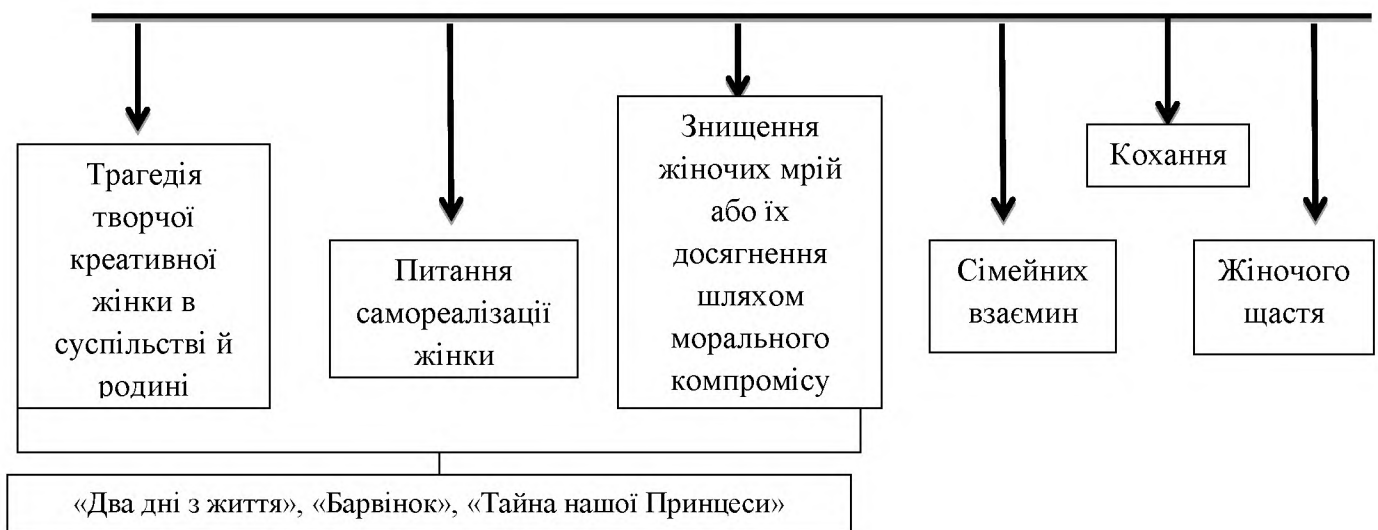 Трагедія
творчої
креативної
жінки в
суспільстві й
родині
Питання
самореалізації
жінки
Знищення
жіночих мрій
або їх
досягнення
шляхом
морального
компромісу
Сімейних
взаємин
Кохання
Жіночого
щастя
«Два дні з життя», «Барвінок», «Тайна нашої Принцеси»